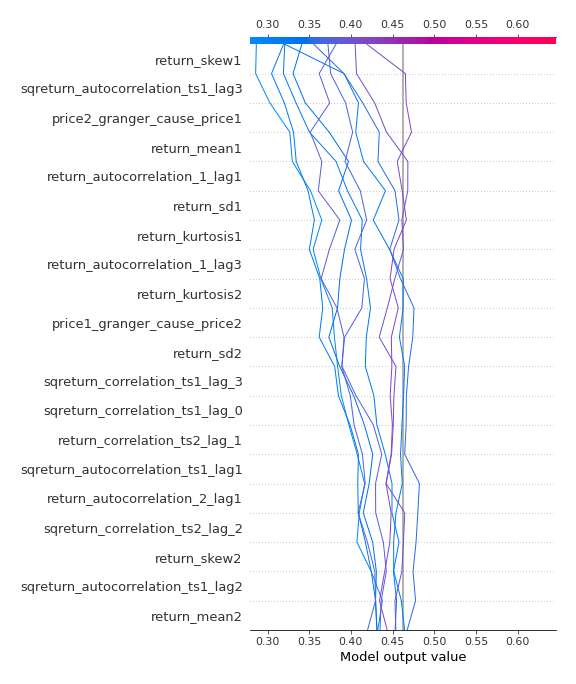 0.30 0.35 0.40 0.45 0.50 0.55 0.60
return_skew1
sqreturn_autocorrelation_ts1_lag3
price2_granger_cause_price1
return_mean1
return_autocorrelation_1_lag1
return_sd1
return_kurtosis1
return_autocorrelation_1_lag3
return_kurtosis2
price1_granger_cause_price2
return_sd2
sqreturn_correlation_ts1_lag_3
sqreturn_correlation_ts1_lag_0
return_correlation_ts2_lag_1
sqreturn_autocorrelation_ts1_lag1
return_autocorrelation_2_lag1
sqreturn_correlation_ts2_lag_2
return_skew2
sqreturn_autocorrelation_ts1_lag2
return_mean2
0.30 0.35 0.40 0.45 0.50 0.55 0.60
Model output value